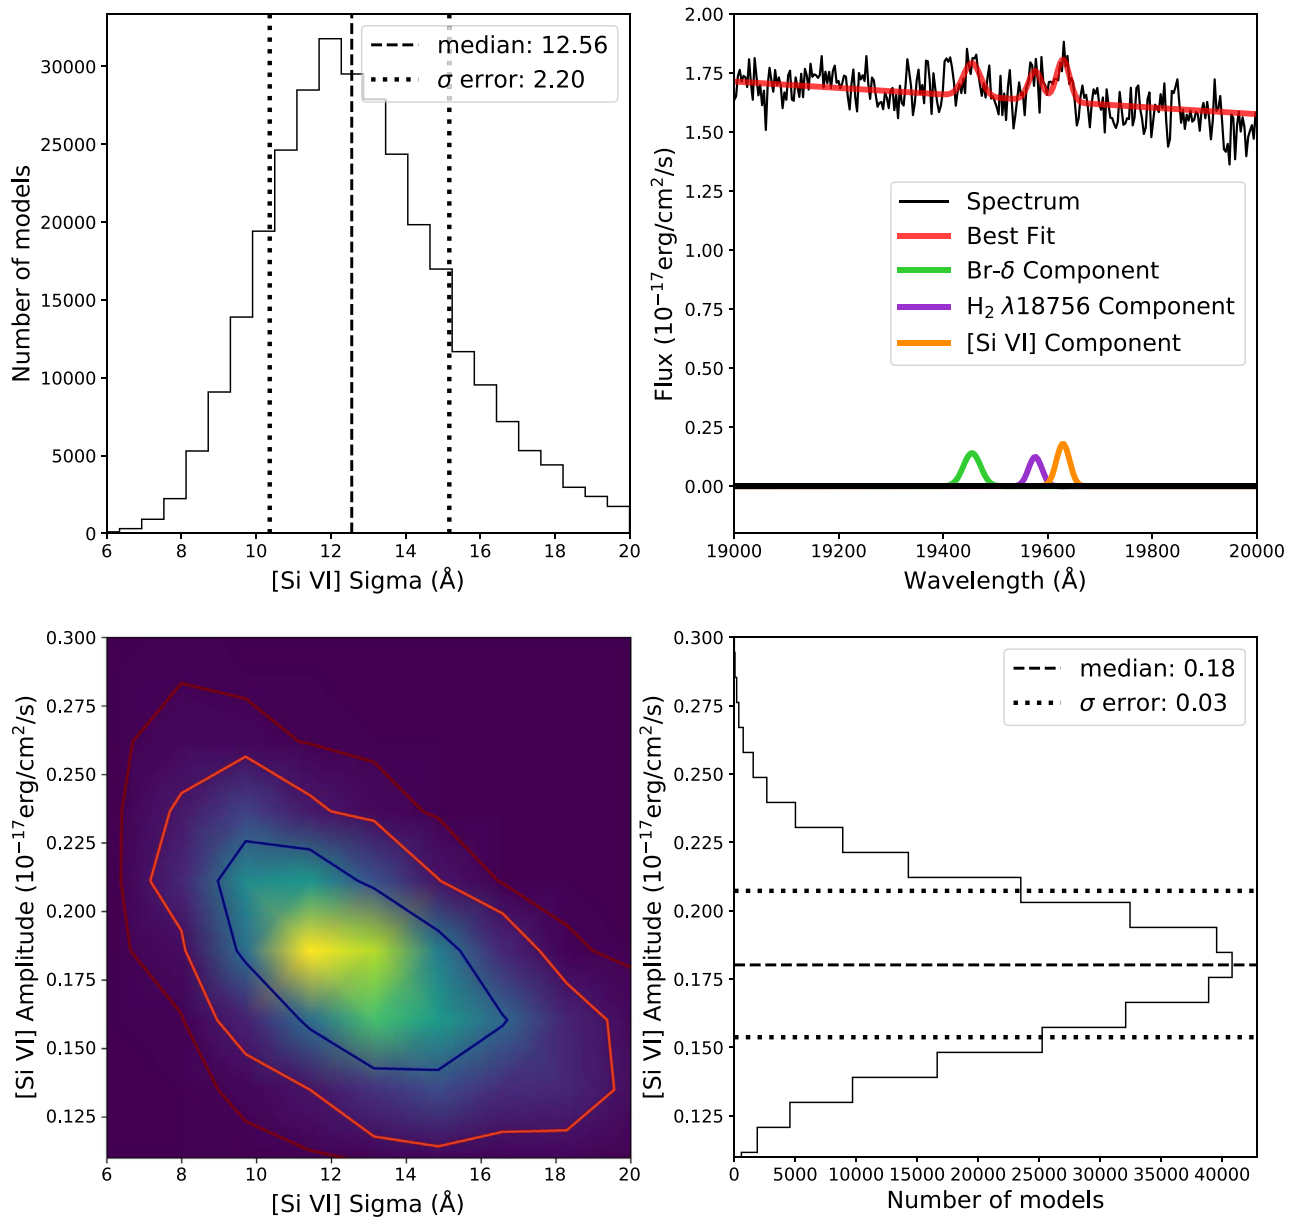 median: 12.56
σ error: 2.20
30000
25000
20000
15000
10000
5000
0
Number of models
6 8 10 12 14 16 18 20
[Si VI] Sigma (Å)
2.00
1.75
1.50
1.25
1.00
0.75
0.50
0.25
0.00
Flux (10⁻¹⁷erg/cm²/s)
Spectrum
Best Fit
Br-δ Component
H₂ λ18756 Component
[Si VI] Component
19000 19200 19400 19600 19800 20000
Wavelength (Å)
0.300
0.275
0.250
0.225
0.200
0.175
0.150
0.125
[Si VI] Amplitude (10⁻¹⁷erg/cm²/s)
6 8 10 12 14 16 18 20
[Si VI] Sigma (Å)
0.300
0.275
0.250
0.225
0.200
0.175
0.150
0.125
[Si VI] Amplitude (10⁻¹⁷erg/cm²/s)
median: 0.18
σ error: 0.03
0 5000 10000 15000 20000 25000 30000 35000 40000
Number of models